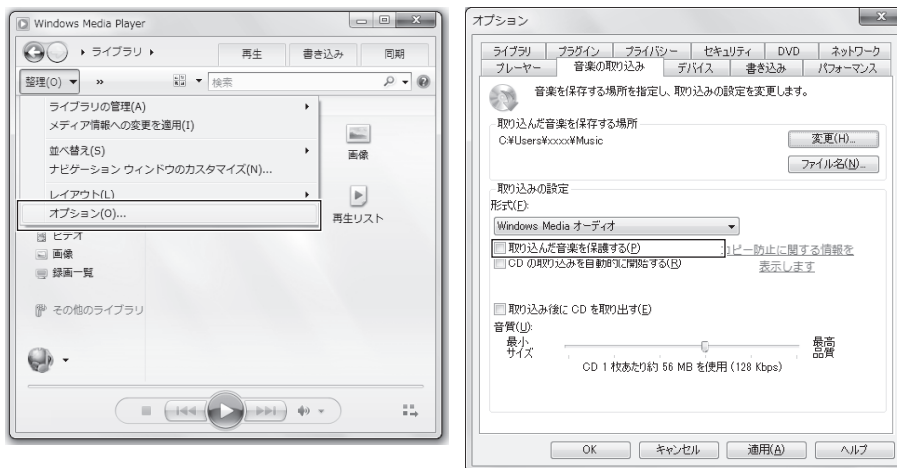 Windows Media Player
ライブラリ
再生
書き込み
同期
整理(O)
»
検索
ライブラリの管理(A)
メディア情報への変更を適用(I)
並べ替え(S)
ナビゲーション ウィンドウのカスタマイズ(N)...
レイアウト(L)
オプション(O)...
画像
再生リスト
ビデオ
画像
録画一覧
その他のライブラリ
オプション
ライブラリ
プラグイン
プライバシー
セキュリティ
DVD
ネットワーク
プレーヤー
音楽の取り込み
デバイス
書き込み
パフォーマンス
音楽を保存する場所を指定し、取り込みの設定を変更します。
取り込んだ音楽を保存する場所
C:¥Users¥xxxx¥Music
変更(H)...
ファイル名(N)...
取り込みの設定
形式(F):
Windows Media オーディオ
取り込んだ音楽を保護する(P)
コピー防止に関する情報を
表示します
CD の取り込みを自動的に開始する(R)
取り込み後に CD を取り出す(E)
音質(U):
最小
サイズ
最高
品質
CD 1 枚あたり約 56 MB を使用 (128 Kbps)
OK
キャンセル
適用(A)
ヘルプ